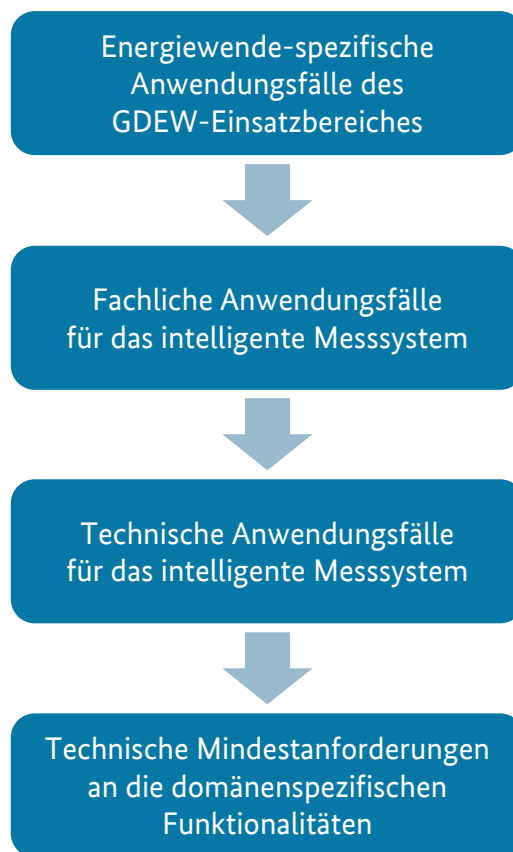 Energiewende-spezifische
Anwendungsfälle des
GDEW-Einsatzbereiches
Fachliche Anwendungsfälle
für das intelligente Messsystem
Technische Anwendungsfälle
für das intelligente Messsystem
Technische Mindestanforderungen
an die domänenspezifischen
Funktionalitäten